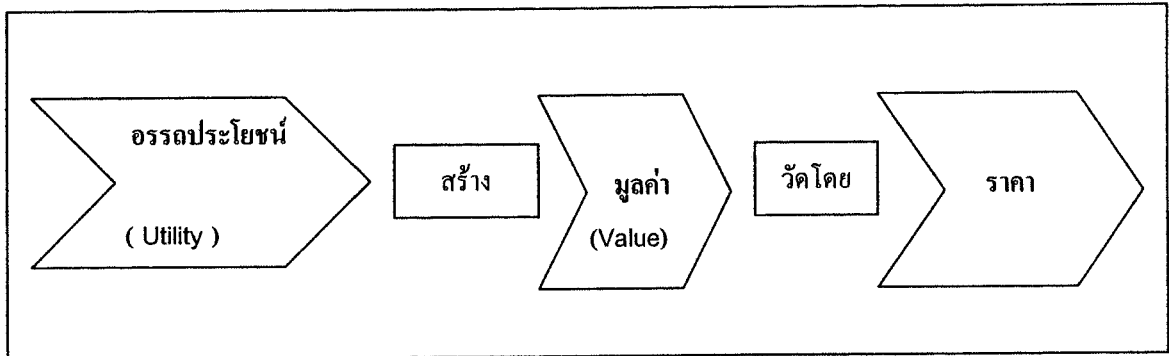 อรรถประโยชน์
( Utility )
สร้าง
มูลค่า
(Value)
วัดโดย
ราคา